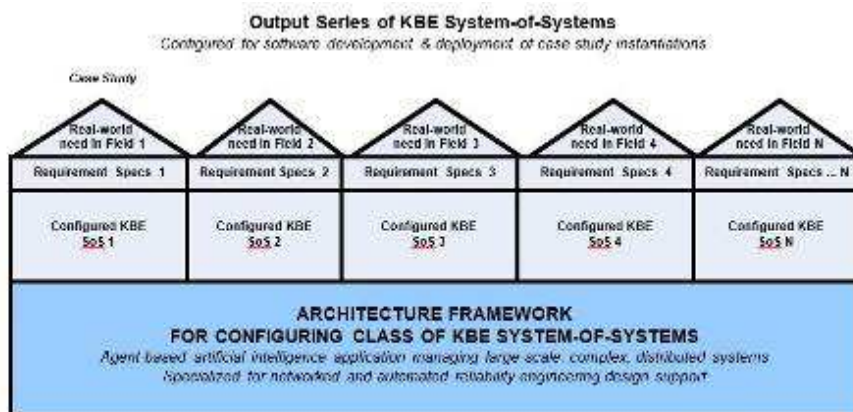 Output Series of KBE System-of-Systems
Configured for software development & deployment of case study instantiations
Case Study
Real-world
need in Field 1
Real-world
need in Field 2
Real-world
need in Field 3
Real-world
need in Field 4
Real-world
need in Field N
Requirement Specs 1
Requirement Specs 2
Requirement Specs 3
Requirement Specs 4
Requirement Specs ... N
Configured KBE
SoS 1
Configured KBE
SoS 2
Configured KBE
SoS 3
Configured KBE
SoS 4
Configured KBE
SoS N
ARCHITECTURE FRAMEWORK
FOR CONFIGURING CLASS OF KBE SYSTEM-OF-SYSTEMS
Agent-based artificial intelligence application managing large-scale, complex, distributed systems
Specialized for networked and automated reliability engineering design support